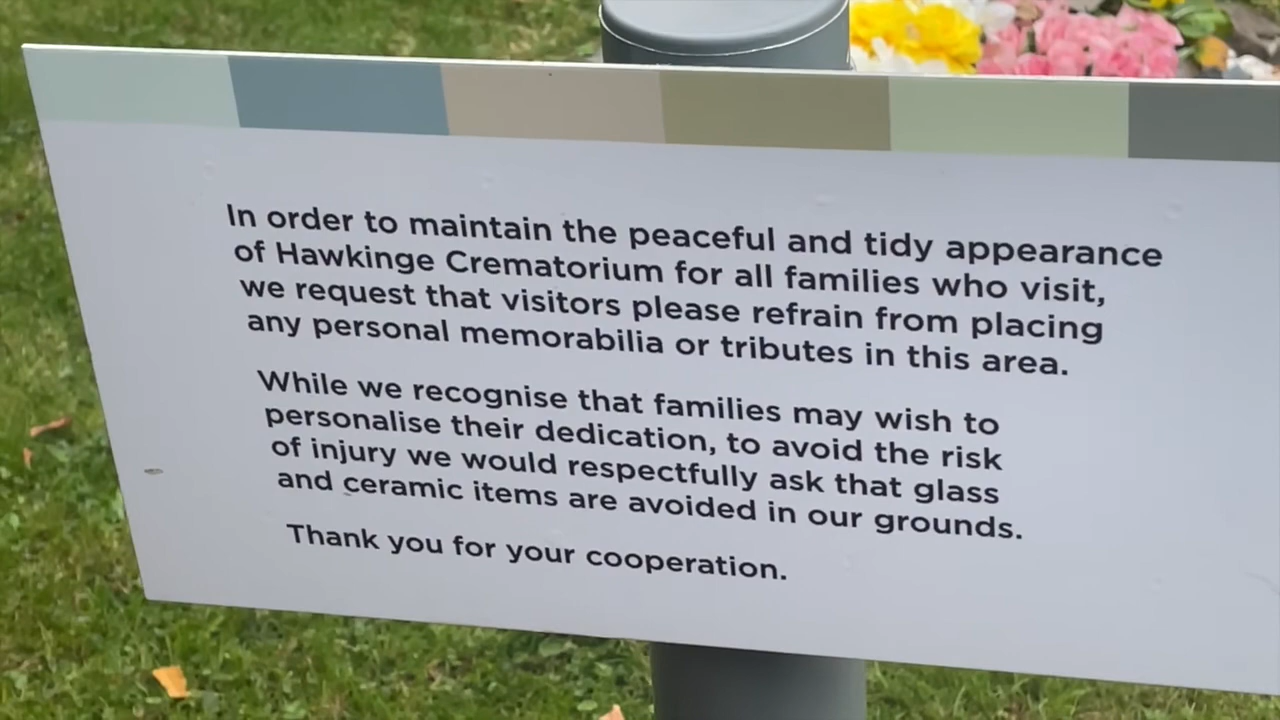 In order to maintain the peaceful and tidy appearance
of Hawkinge Crematorium for all families who visit,
we request that visitors please refrain from placing
any personal memorabilia or tributes in this area.
While we recognise that families may wish to
personalise their dedication, to avoid the risk
of injury we would respectfully ask that glass
and ceramic items are avoided in our grounds.
Thank you for your cooperation.